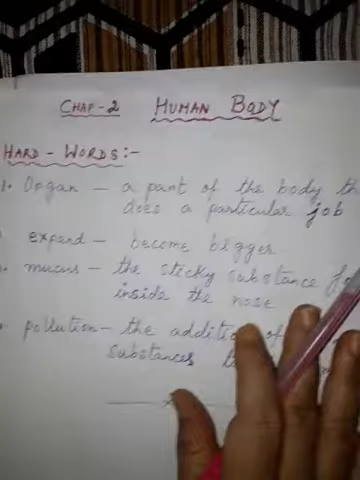 CHAP-2 HUMAN BODY
HARD-WORDS:-
1. Organ - a part of the body
does a particular job
expand - become bigger
mucus - the sticky substance
inside the nose
pollution - the addition of
substances